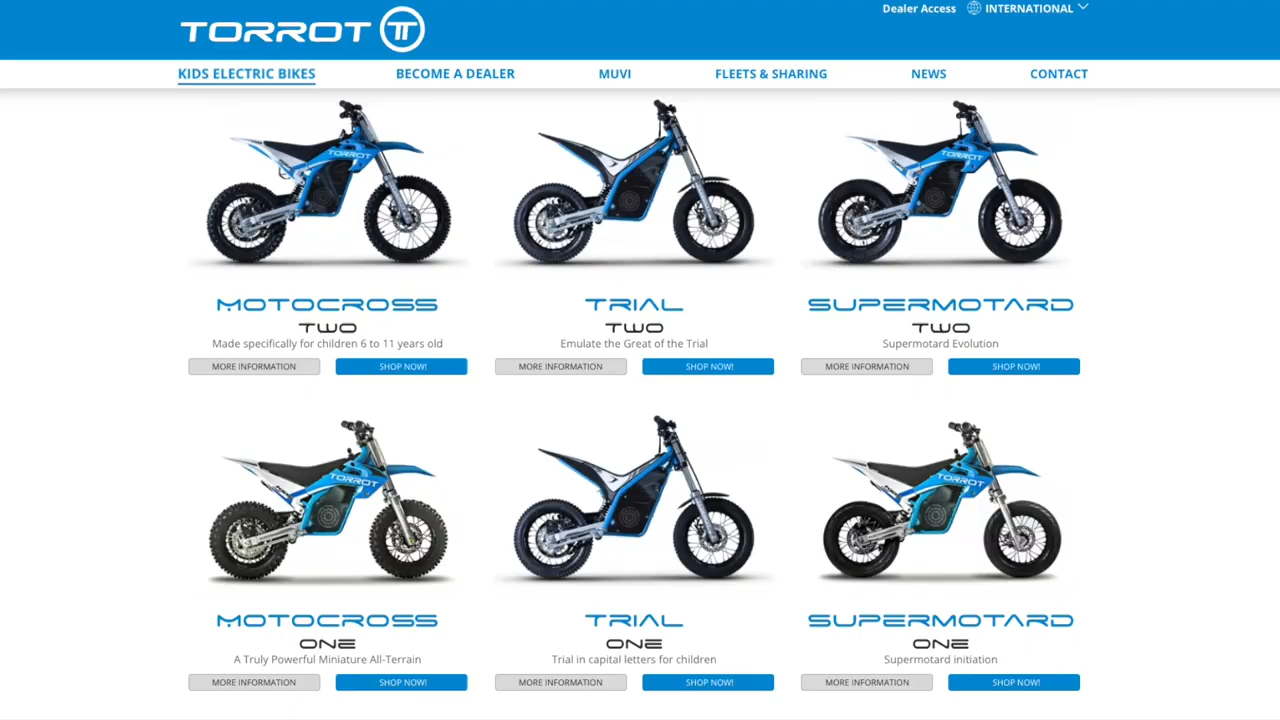 TORROT
Dealer Access
INTERNATIONAL
KIDS ELECTRIC BIKES
BECOME A DEALER
MUVI
FLEETS & SHARING
NEWS
CONTACT
TORROT
TORROT
MOTOCROSS
TWO
Made specifically for children 6 to 11 years old
MORE INFORMATION
SHOP NOW!
TRIAL
TWO
Emulate the Great of the Trial
MORE INFORMATION
SHOP NOW!
SUPERMOTARD
TWO
Supermotard Evolution
MORE INFORMATION
SHOP NOW!
TORROT
TORROT
MOTOCROSS
ONE
A Truly Powerful Miniature All-Terrain
MORE INFORMATION
SHOP NOW!
TRIAL
ONE
Trial in capital letters for children
MORE INFORMATION
SHOP NOW!
SUPERMOTARD
ONE
Supermotard initiation
MORE INFORMATION
SHOP NOW!